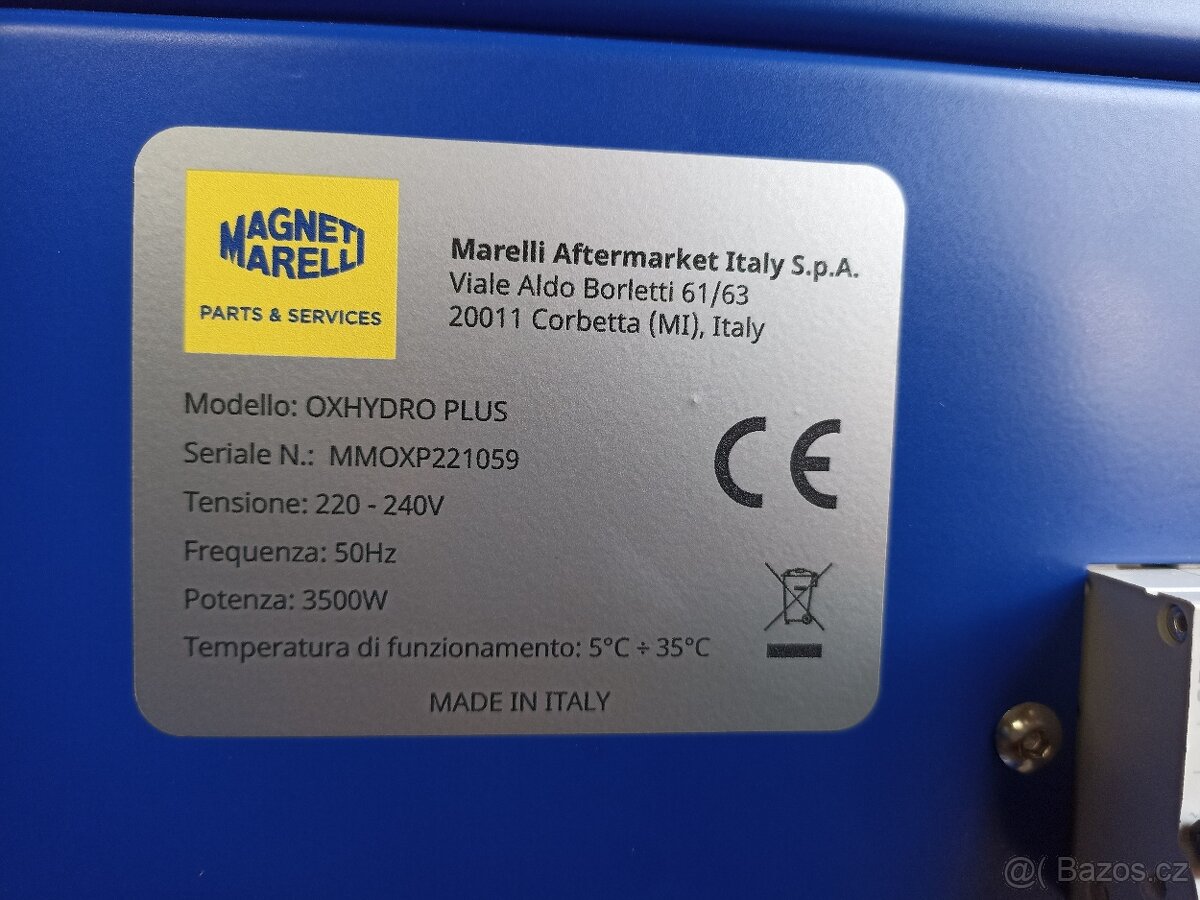 MAGNETI
MARELLI
PARTS & SERVICES
Marelli Aftermarket Italy S.p.A.
Viale Aldo Borletti 61/63
20011 Corbetta (MI), Italy
Modello: OXHYDRO PLUS
Seriale N.: MMOXP221059
Tensione: 220 - 240V
Frequenza: 50Hz
Potenza: 3500W
Temperatura di funzionamento: 5°C ÷ 35°C
CE
MADE IN ITALY
@( Bazos.cz